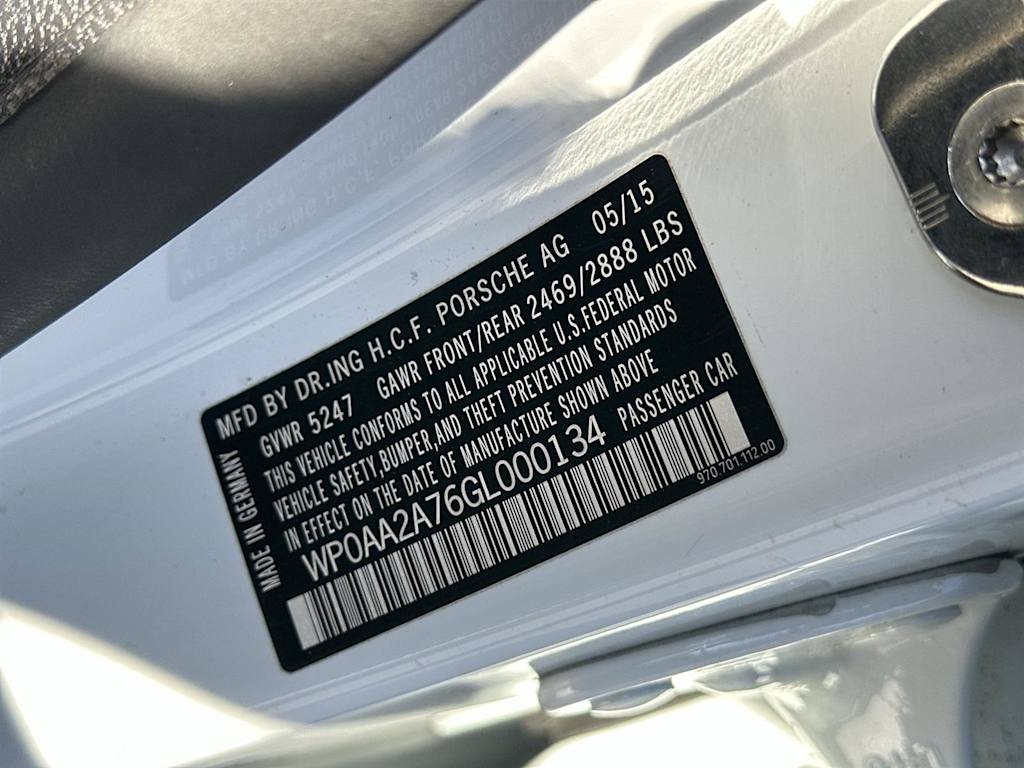 MFD BY DR.ING H.C.F. PORSCHE AG 05/15
GVWR 5247 GAWR FRONT/REAR 2469/2888 LBS
THIS VEHICLE CONFORMS TO ALL APPLICABLE U.S.FEDERAL MOTOR
VEHICLE SAFETY,BUMPER,AND THEFT PREVENTION STANDARDS
IN EFFECT ON THE DATE OF MANUFACTURE SHOWN ABOVE
WP0AA2A76GL000134 PASSENGER CAR
MADE IN GERMANY
970.701.112.00